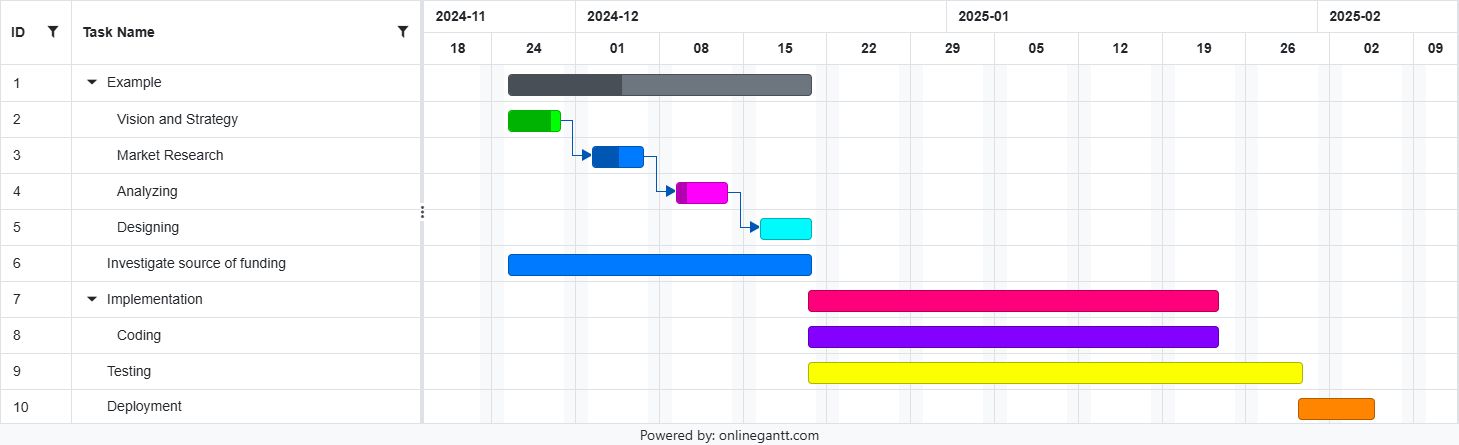 ID Task Name 2024-11 2024-12 2025-01 2025-02
18 24 01 08 15 22 29 05 12 19 26 02 09
1 Example
2 Vision and Strategy
3 Market Research
4 Analyzing
5 Designing
6 Investigate source of funding
7 Implementation
8 Coding
9 Testing
10 Deployment
Powered by: onlinegantt.com